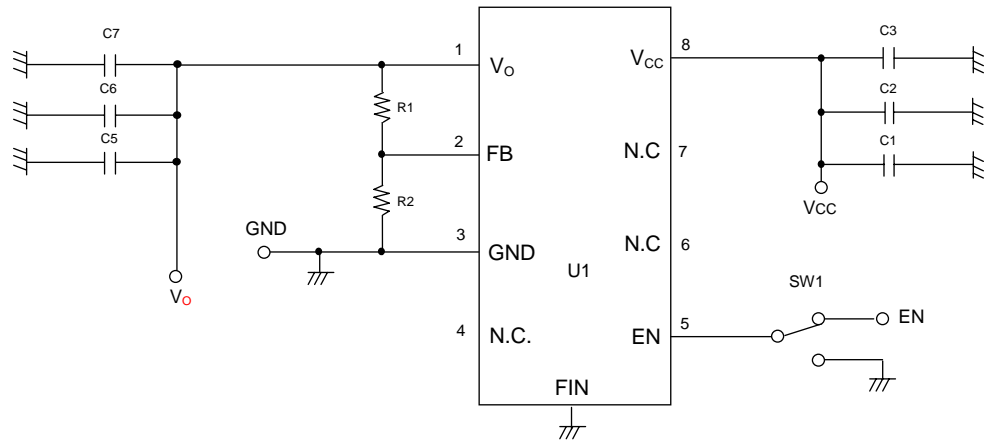 C7
C6
C5
VO
GND
R1
R2
1
2
3
4
VO
FB
GND
N.C.
U1
FIN
VCC
N.C
N.C
EN
8
7
6
5
C3
C2
C1
VCC
SW1
EN